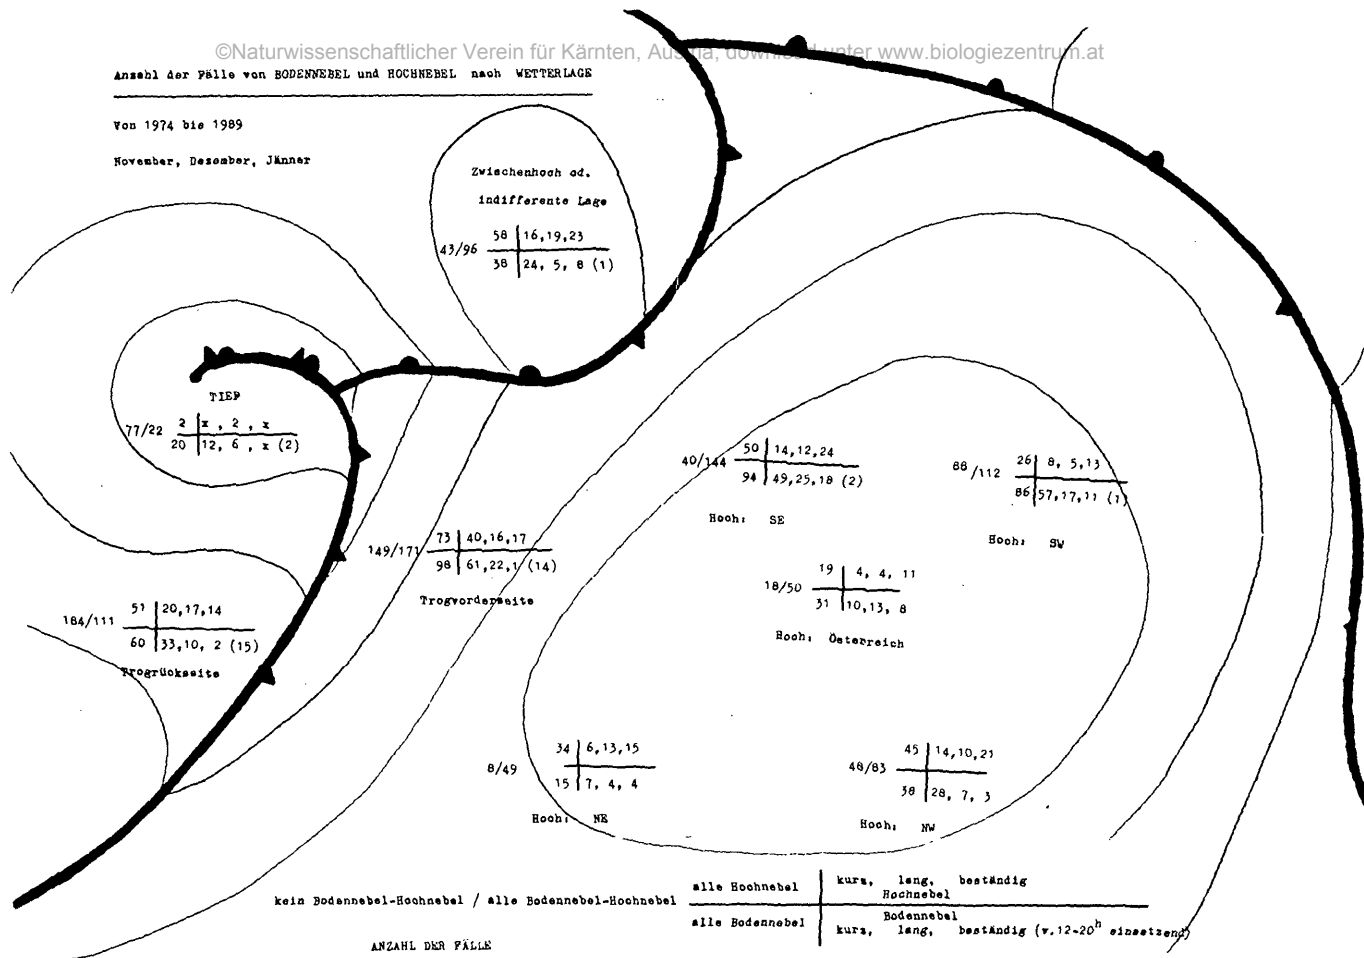 ©Naturwissenschaftlicher Verein für Kärnten, Austria, download unter www.biologiezentrum.at
Anzahl der Fälle von BODENNEBEL und HOCHNEBEL nach WETTERLAGE
Von 1974 bis 1989
November, Dezember, Jänner
Zwischenhoch od.
indifferente Lage
43/96 58 16,19,23
38 24, 5, 8 (1)
TIEF
77/22 2 x , 2 , x
20 12, 6 , x (2)
40/144 50 14,12,24
94 49,25,18 (2)
Hoch: SE
88/112 26 8, 5,13
86 57,17,11 (1)
Hoch: SW
149/171 73 40,16,17
98 61,22,1 (14)
Trogvorderseite
18/50 19 4, 4, 11
31 10,13, 8
Hoch: Österreich
184/111 51 20,17,14
60 33,10, 2 (15)
Trogrückseite
8/49 34 6,13,15
15 7, 4, 4
Hoch: NE
48/83 45 14,10,21
38 28, 7, 3
Hoch: NW
kein Bodennebel-Hochnebel / alle Bodennebel-Hochnebel
alle Hochnebel kurz, lang, beständig
Hochnebel
alle Bodennebel Bodennebel
kurz, lang, beständig (v.12-20h einsetzend)
ANZAHL DER FÄLLE